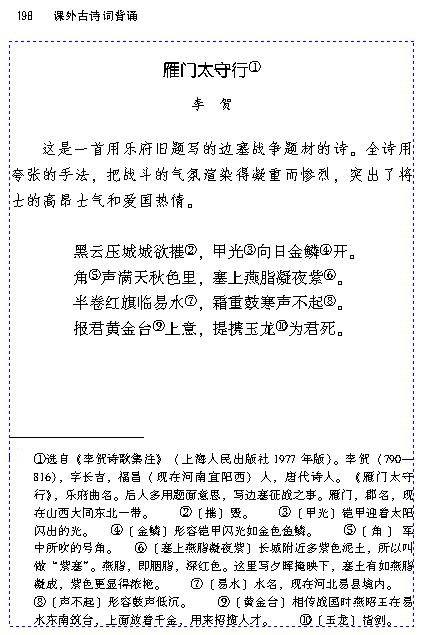 198 课外古诗词背诵
雁门太守行①
李 贺
这是一首用乐府旧题写的边塞战争题材的诗。全诗用
夸张的手法，把战斗的气氛渲染得凝重而惨烈，突出了将
士的高昂士气和爱国热情。
黑云压城城欲摧②，甲光③向日金鳞④开。
角⑤声满天秋色里，塞上燕脂凝夜紫⑥。
半卷红旗临易水⑦，霜重鼓寒声不起⑧。
报君黄金台⑨上意，提携玉龙⑩为君死。
①选自《李贺诗歌集注》（上海人民出版社 1977 年版）。李贺（790—
816），字长吉，福昌（现在河南宜阳西）人，唐代诗人。《雁门太守
行》，乐府曲名。后人多用题面意思，写边塞征战之事。雁门，郡名，现
在山西大同东北一带。 ②〔摧〕毁。 ③〔甲光〕铠甲迎着太阳
闪出的光。 ④〔金鳞〕形容铠甲闪光如金色鱼鳞。 ⑤〔角〕军
中所吹的号角。 ⑥〔塞上燕脂凝夜紫〕长城附近多紫色泥土，所以叫
做“紫塞”。燕脂，即胭脂，深红色。这里写夕晖掩映下，塞土有如燕脂
凝成，紫色更显得浓艳。 ⑦〔易水〕水名，现在河北易县境内。
⑧〔声不起〕形容鼓声低沉。 ⑨〔黄金台〕相传战国时燕昭王在易
水东南筑台，上面放着千金，用来招揽人才。 ⑩〔玉龙〕指剑。